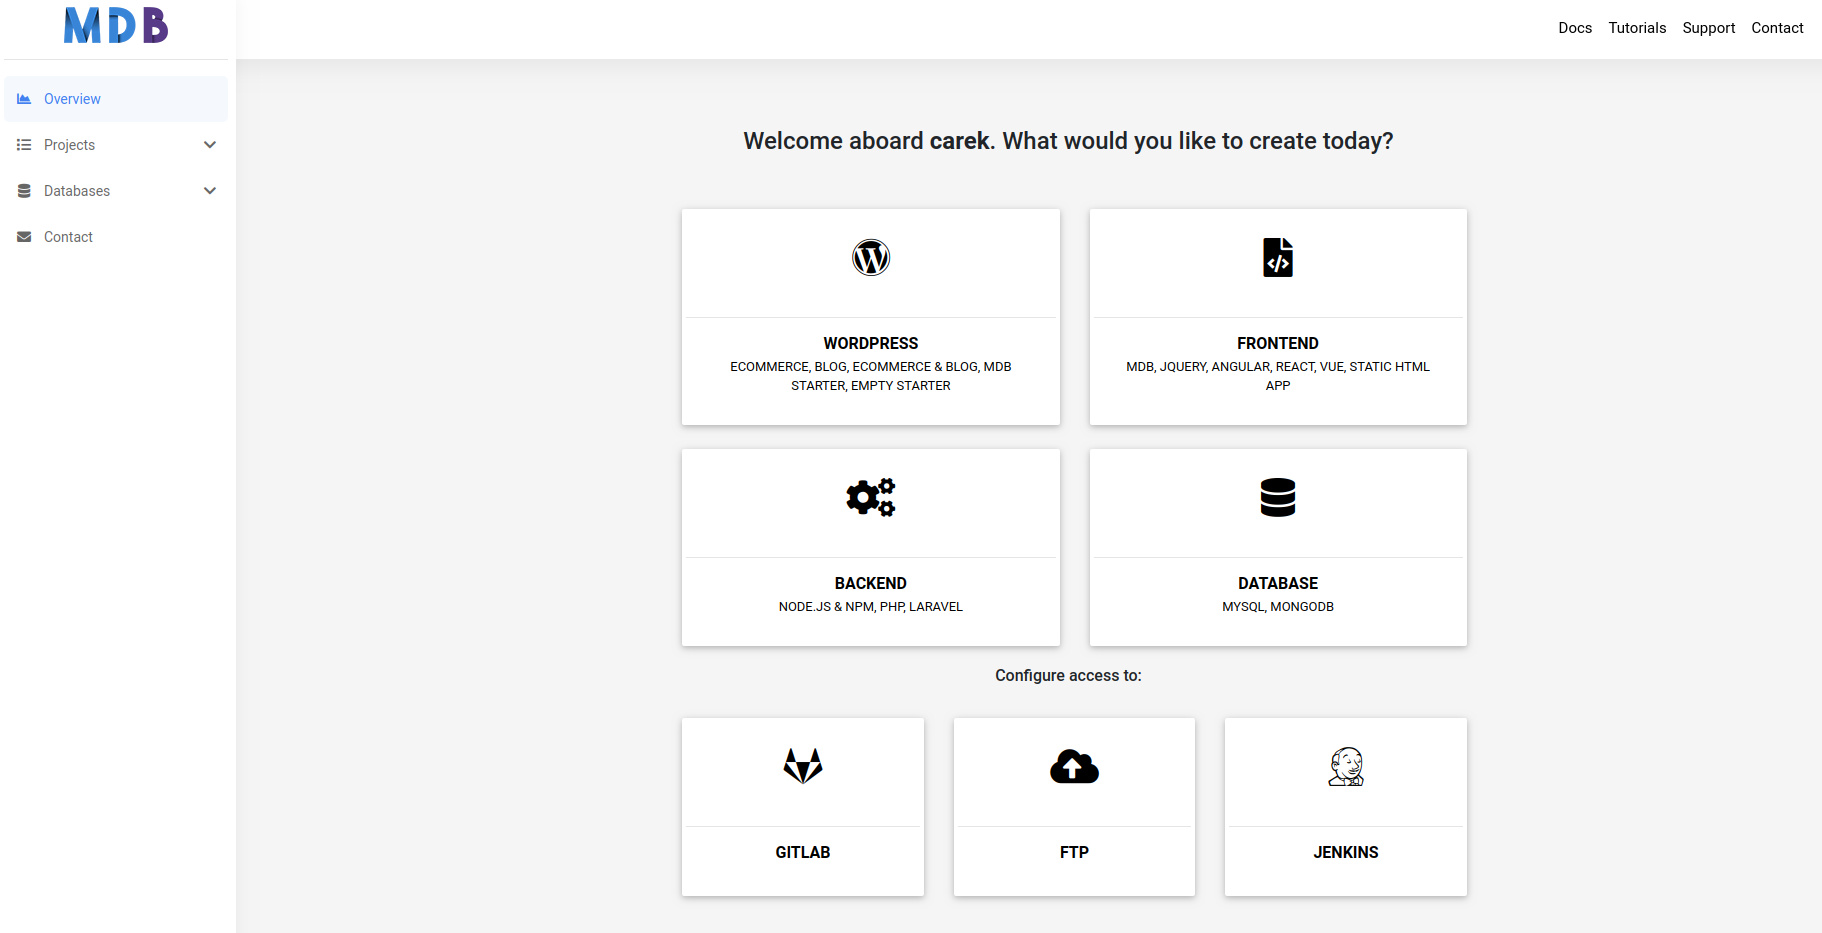 MDB
Docs Tutorials Support Contact
Overview
Projects
Databases
Contact
Welcome aboard carek. What would you like to create today?
WORDPRESS
ECOMMERCE, BLOG, ECOMMERCE & BLOG, MDB
STARTER, EMPTY STARTER
FRONTEND
MDB, JQUERY, ANGULAR, REACT, VUE, STATIC HTML
APP
BACKEND
NODE.JS & NPM, PHP, LARAVEL
DATABASE
MYSQL, MONGODB
Configure access to:
GITLAB
FTP
JENKINS